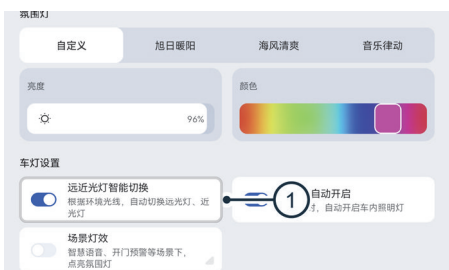 氛围灯
自定义 旭日暖阳 海风清爽 音乐律动
亮度 颜色
96%
车灯设置
远近光灯智能切换
根据环境光线，自动切换远光灯、近
光灯
1
自动开启
，自动开启车内照明灯
场景灯效
智慧语音、开门预警等场景下，
点亮氛围灯